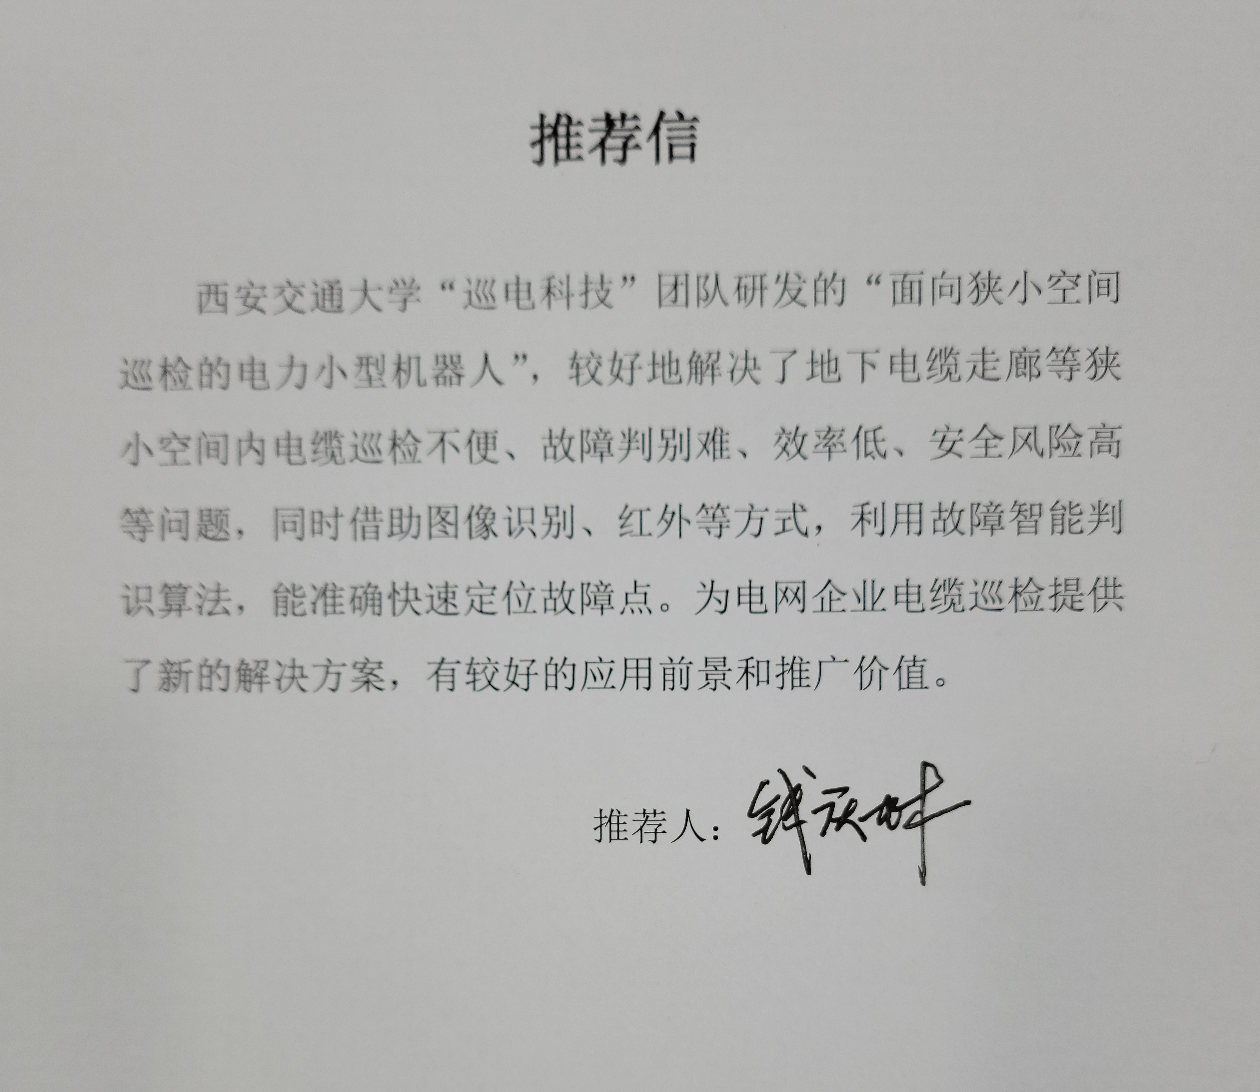 推荐信
西安交通大学“巡电科技”团队研发的“面向狭小空间
巡检的电力小型机器人”，较好地解决了地下电缆走廊等狭
小空间内电缆巡检不便、故障判别难、效率低、安全风险高
等问题，同时借助图像识别、红外等方式，利用故障智能判
识算法，能准确快速定位故障点。为电网企业电缆巡检提供
了新的解决方案，有较好的应用前景和推广价值。
推荐人：